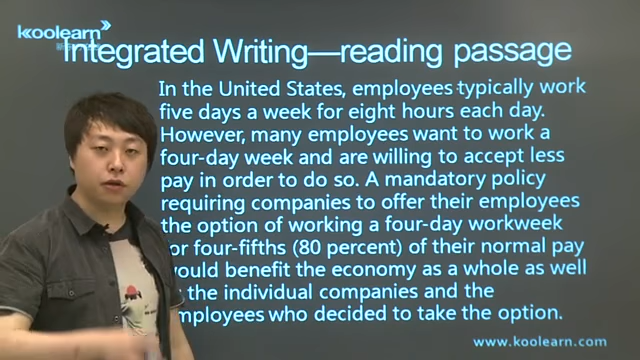 koolearn
Integrated Writing—reading passage
In the United States, employees typically work
five days a week for eight hours each day.
However, many employees want to work a
four-day week and are willing to accept less
pay in order to do so. A mandatory policy
requiring companies to offer their employees
the option of working a four-day workweek
for four-fifths (80 percent) of their normal pay
would benefit the economy as a whole as well
the individual companies and the
employees who decided to take the option.
www.koolearn.com